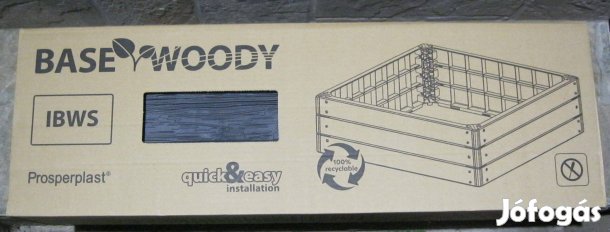 BASE WOODY
IBWS
Prosperplast®
quick&easy
installation
100%
recyclable
Jófogás